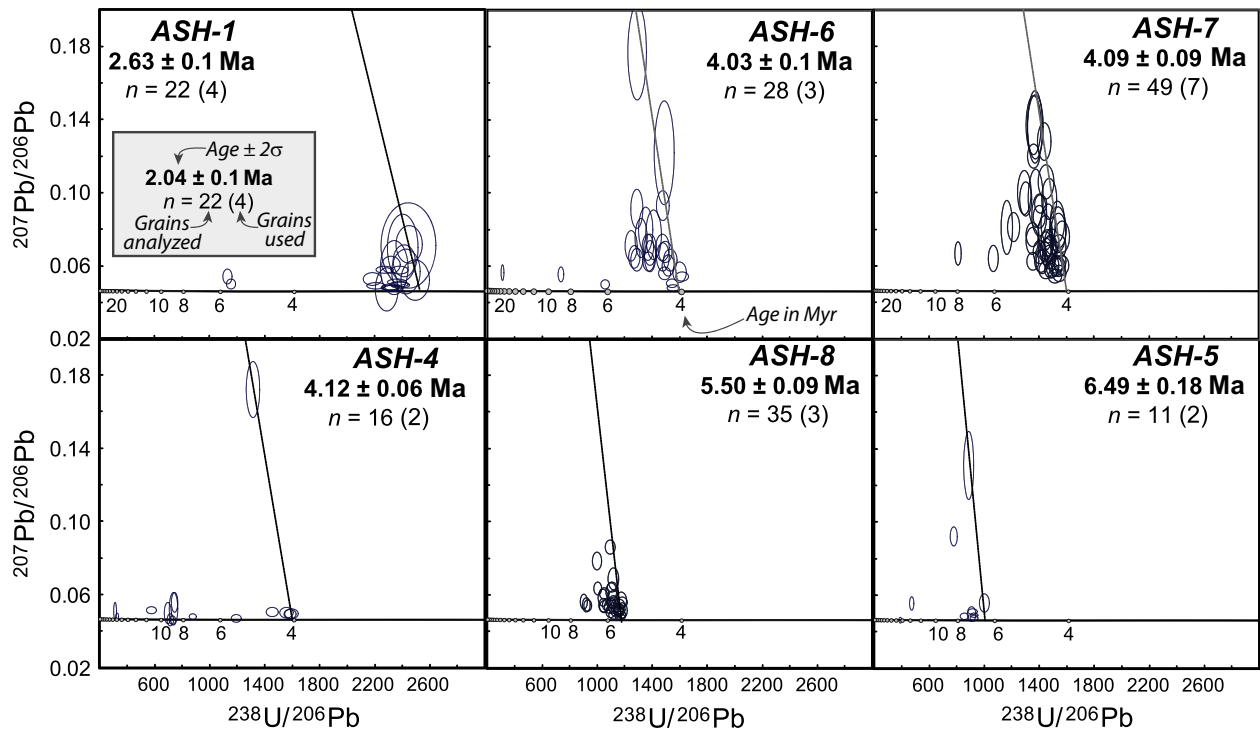 ASH-1
2.63 ± 0.1 Ma
n = 22 (4)
Age ± 2σ
2.04 ± 0.1 Ma
n = 22 (4)
Grains analyzed
Grains used
ASH-6
4.03 ± 0.1 Ma
n = 28 (3)
ASH-7
4.09 ± 0.09 Ma
n = 49 (7)
207Pb/206Pb
0.18
0.14
0.10
0.06
0.02
20 10 8 6 4
20 10 8 6 4
Age in Myr
20 10 8 6 4
ASH-4
4.12 ± 0.06 Ma
n = 16 (2)
ASH-8
5.50 ± 0.09 Ma
n = 35 (3)
ASH-5
6.49 ± 0.18 Ma
n = 11 (2)
207Pb/206Pb
0.18
0.14
0.10
0.06
0.02
10 8 6 4
10 8 6 4
10 8 6 4
600 1000 1400 1800 2200 2600
600 1000 1400 1800 2200 2600
600 1000 1400 1800 2200 2600
238U/206Pb
238U/206Pb
238U/206Pb